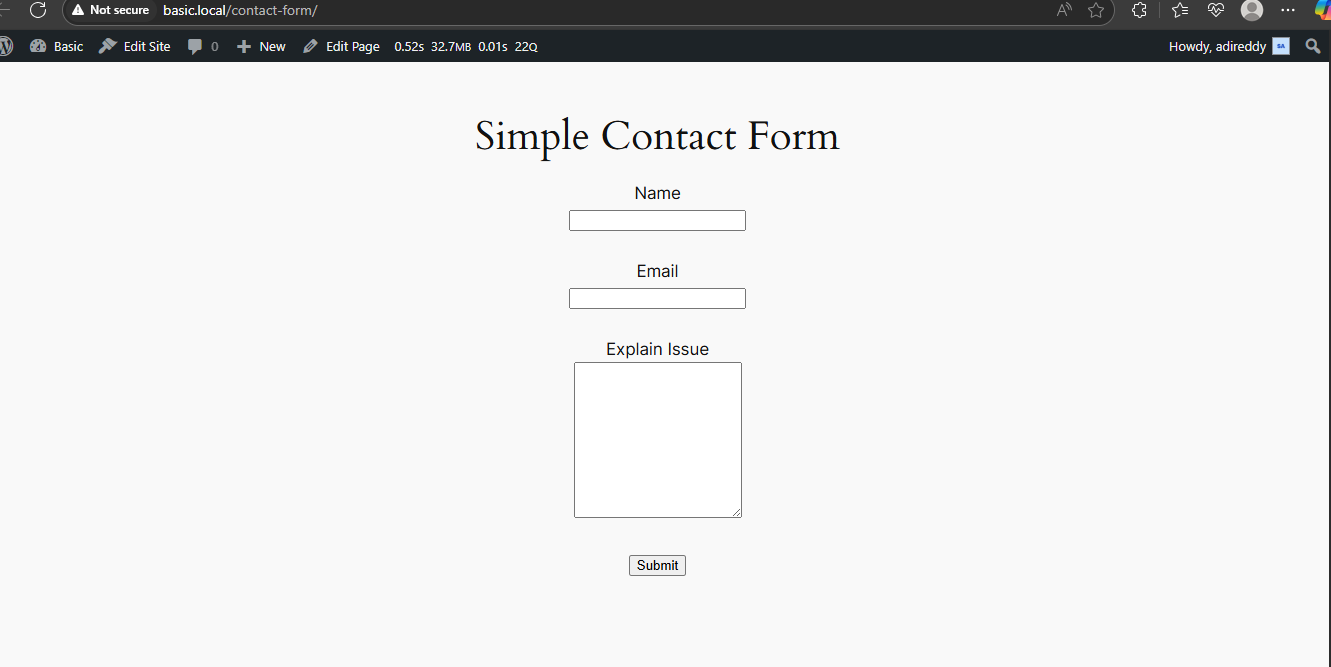 Not secure basic.local/contact-form/
Basic Edit Site 0 New Edit Page 0.52s 32.7MB 0.01s 22Q Howdy, adireddy BA
Simple Contact Form
Name
Email
Explain Issue
Submit